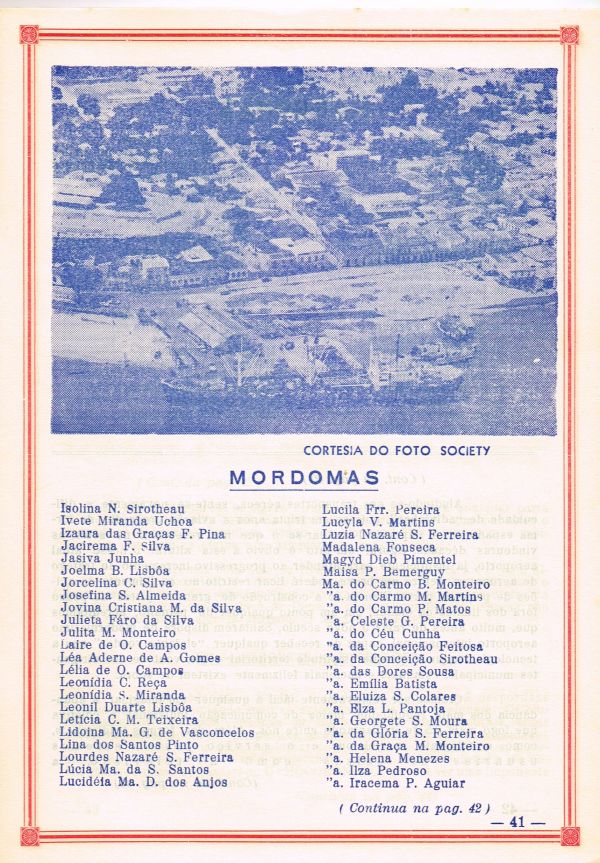 CORTESIA DO FOTO SOCIETY
MORDOMAS
Isolina N. Sirotheau
Ivete Miranda Uchoa
Izaura das Graças F. Pina
Jacirema F. Silva
Jasiva Junha
Joelma B. Lisbôa
Jorcelina C. Silva
Josefina S. Almeida
Jovina Cristiana M. da Silva
Julieta Fáro da Silva
Julita M. Monteiro
Laire de O. Campos
Léa Aderne de A. Gomes
Lélia de O. Campos
Leonídia C. Reça
Leonídia S. Miranda
Leonil Duarte Lisbôa
Letícia C. M. Teixeira
Lidoina Ma. G. de Vasconcelos
Lina dos Santos Pinto
Lourdes Nazaré S. Ferreira
Lúcia Ma. da S. Santos
Lucidéia Ma. D. dos Anjos
Lucila Frr. Pereira
Lucyla V. Martins
Luzia Nazaré S. Ferreira
Madalena Fonseca
Magyd Dieb Pimentel
Maisa P. Bemerguy
Ma. do Carmo B. Monteiro
"a. do Carmo M. Martins
"a. do Carmo P. Matos
"a. Celeste G. Pereira
"a. do Céu Cunha
"a. da Conceição Feitosa
"a. da Conceição Sirotheau
"a. das Dores Sousa
"a. Emília Batista
"a. Eluiza S. Colares
"a. Elza L. Pantoja
"a. Georgete S. Moura
"a. da Glória S. Ferreira
"a. da Graça M. Monteiro
"a. Helena Menezes
"a. Ilza Pedroso
"a. Iracema P. Aguiar
( Continua na pag. 42 )
— 41 —